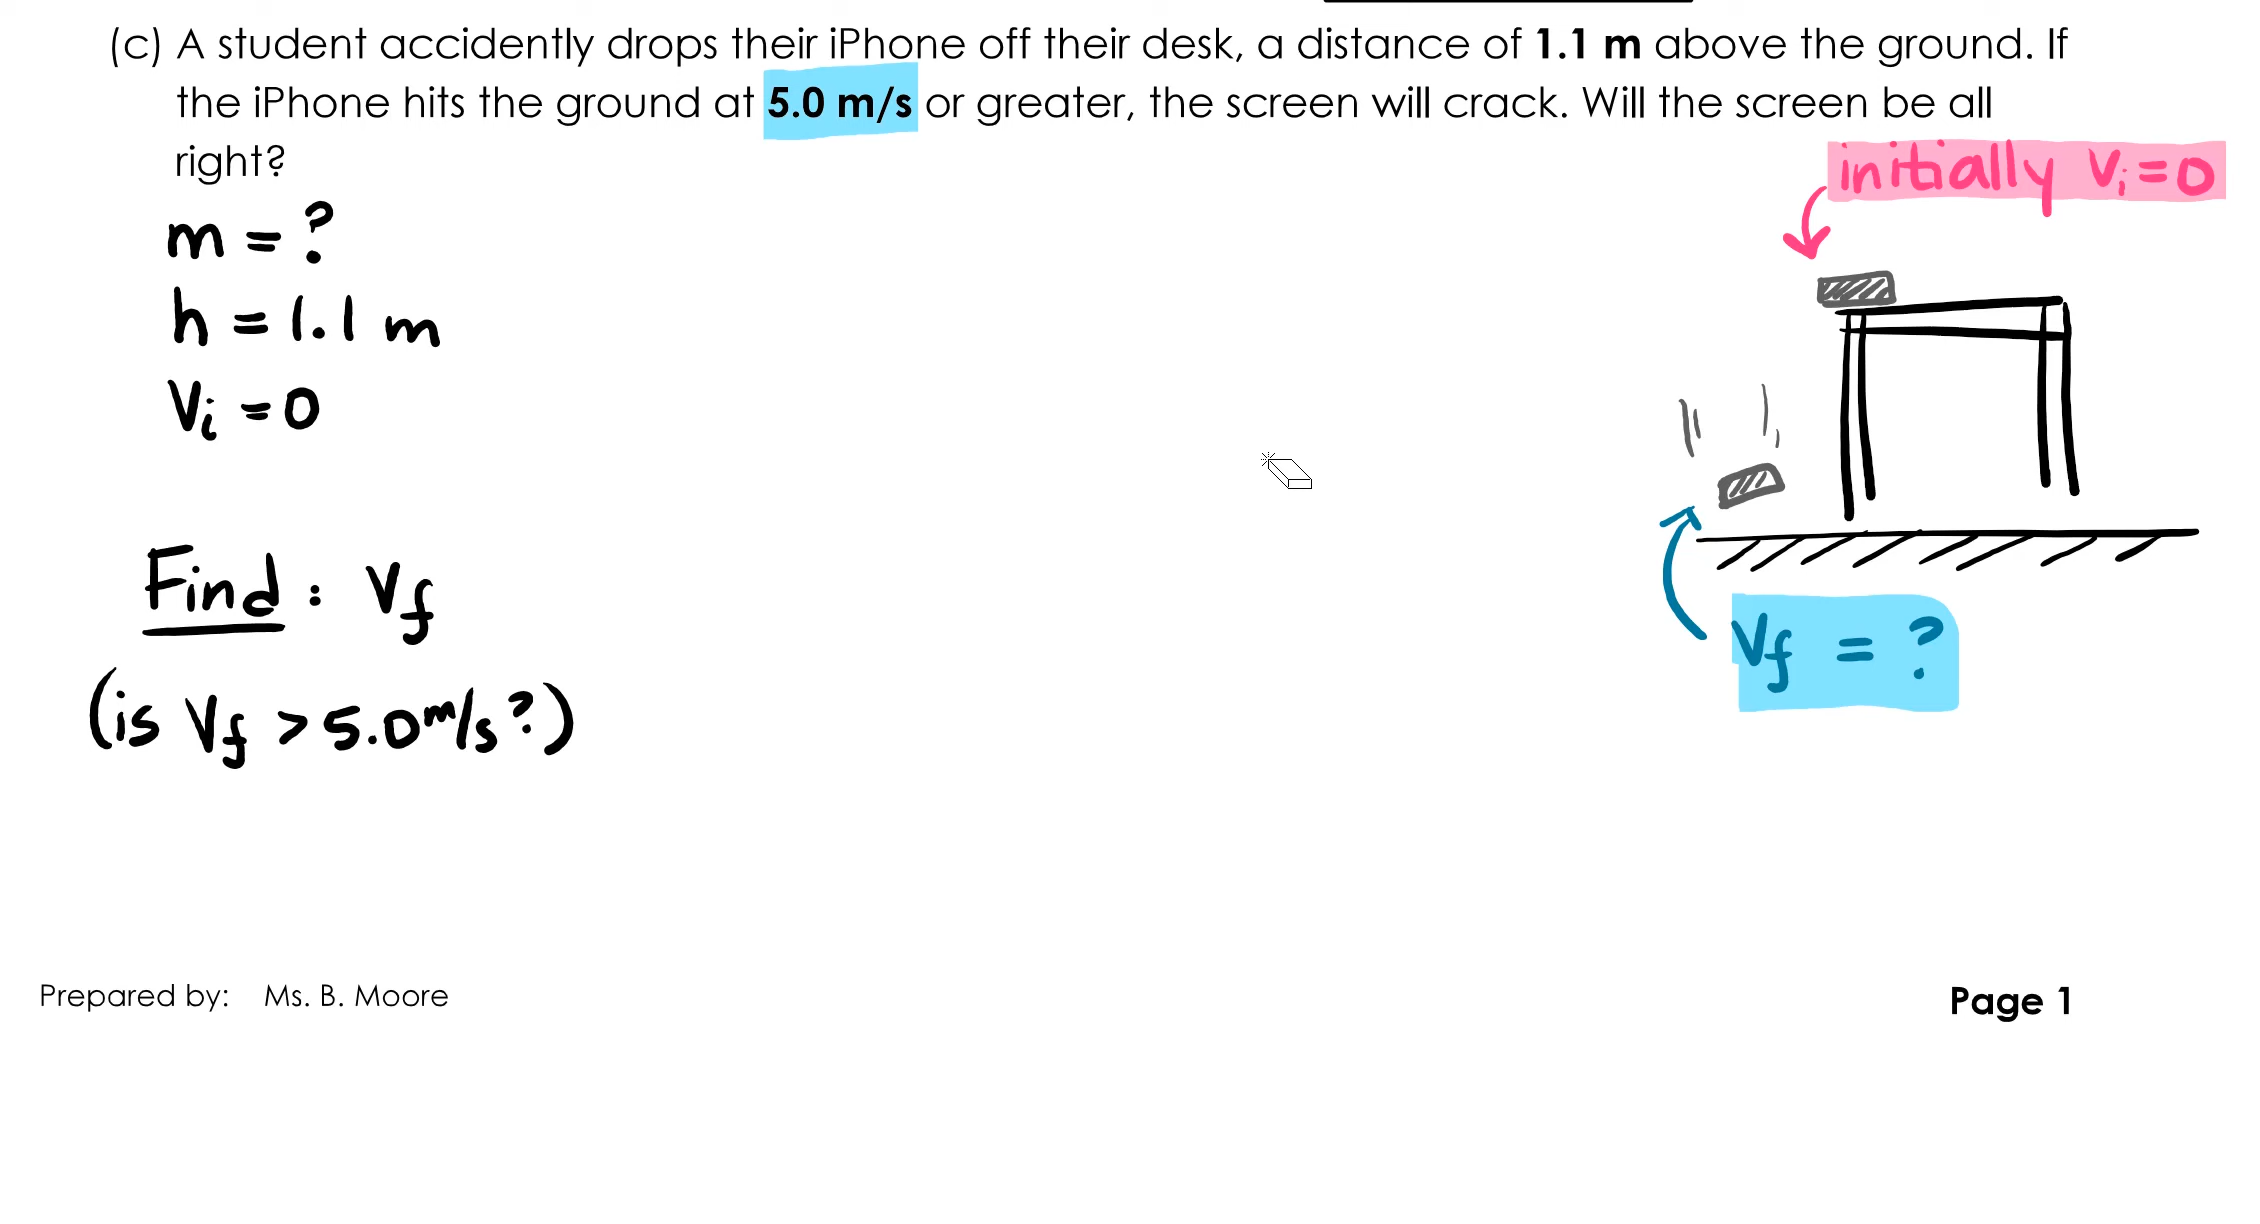 (c) A student accidently drops their iPhone off their desk, a distance of 1.1 m above the ground. If
the iPhone hits the ground at 5.0 m/s or greater, the screen will crack. Will the screen be all
right?
initially Vi=0
m = ?
h = 1.1 m
Vi = 0
Find: Vf
(is Vf > 5.0 m/s?)
Vf = ?
Prepared by: Ms. B. Moore
Page 1